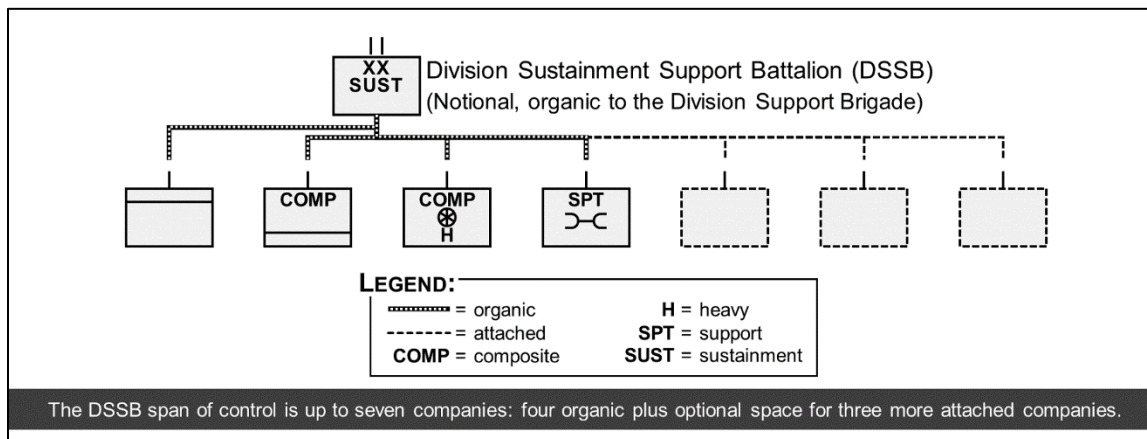 XX
SUST
Division Sustainment Support Battalion (DSSB)
(Notional, organic to the Division Support Brigade)
COMP
COMP
H
SPT
LEGEND:
= organic
= attached
COMP = composite
H = heavy
SPT = support
SUST = sustainment
The DSSB span of control is up to seven companies: four organic plus optional space for three more attached companies.